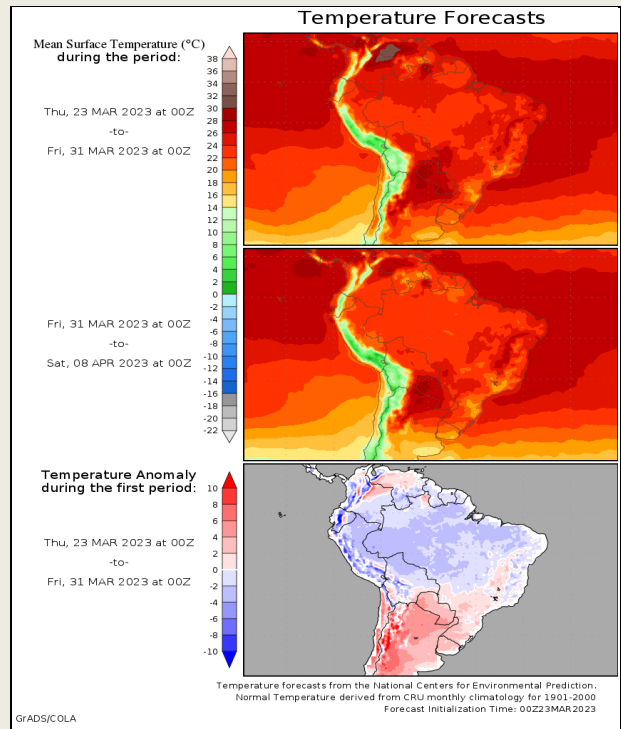 Temperature Forecasts
Mean Surface Temperature (°C)
during the period:
38
36
34
32
30
28
26
24
22
20
18
16
14
12
10
8
6
4
2
0
-2
-4
-6
-8
-10
-12
-14
-16
-18
-20
-22
Thu, 23 MAR 2023 at 00Z
-to-
Fri, 31 MAR 2023 at 00Z
Fri, 31 MAR 2023 at 00Z
-to-
Sat, 08 APR 2023 at 00Z
Temperature Anomaly
during the first period:
10
8
6
4
2
0
-2
-4
-6
-8
-10
Thu, 23 MAR 2023 at 00Z
-to-
Fri, 31 MAR 2023 at 00Z
Temperature forecasts from the National Centers for Environmental Prediction.
Normal Temperature derived from CRU monthly climatology for 1901-2000
Forecast Initialization Time: 00Z23MAR2023
GrADS/COLA